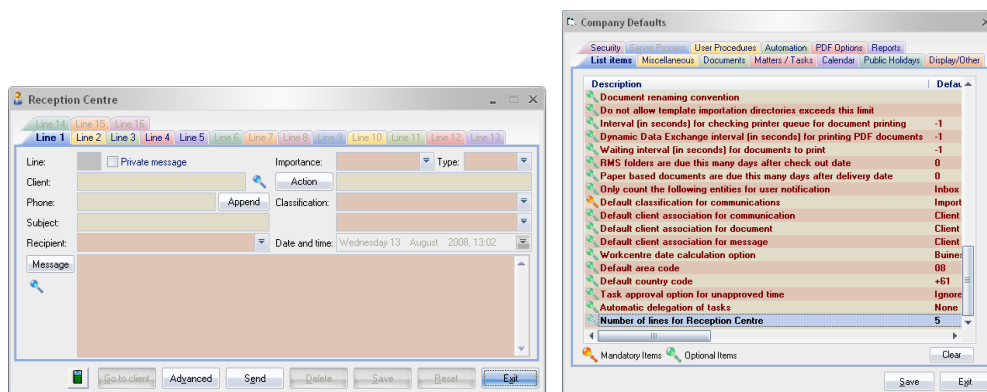 Reception Centre
Line 14 Line 15 Line 16
Line 1 Line 2 Line 3 Line 4 Line 5 Line 6 Line 7 Line 8 Line 9 Line 10 Line 11 Line 12 Line 13
Line: Private message Importance: Type:
Client: Action
Phone: Append Classification:
Subject:
Recipient: Date and time: Wednesday 13 August 2008, 13:02
Message
Go to client Advanced Send Delete Save Reset Exit
Company Defaults
Security Server Process User Procedures Automation PDF Options Reports
List items Miscellaneous Documents Matters / Tasks Calendar Public Holidays Display/Other
Description Defau
Document renaming convention
Do not allow template importation directories exceeds this limit
Interval (in seconds) for checking printer queue for document printing -1
Dynamic Data Exchange interval (in seconds) for printing PDF documents -1
Waiting interval (in seconds) for documents to print -1
RMS folders are due this many days after check out date 0
Paper based documents are due this many days after delivery date 0
Only count the following entities for user notification Inbox
Default classification for communications Import
Default client association for communication Client
Default client association for document Client
Default client association for message Client
Workcentre date calculation option Buines
Default area code 08
Default country code +61
Task approval option for unapproved time Ignore
Automatic delegation of tasks None
Number of lines for Reception Centre 5
Mandatory Items Optional Items Clear
Save Exit